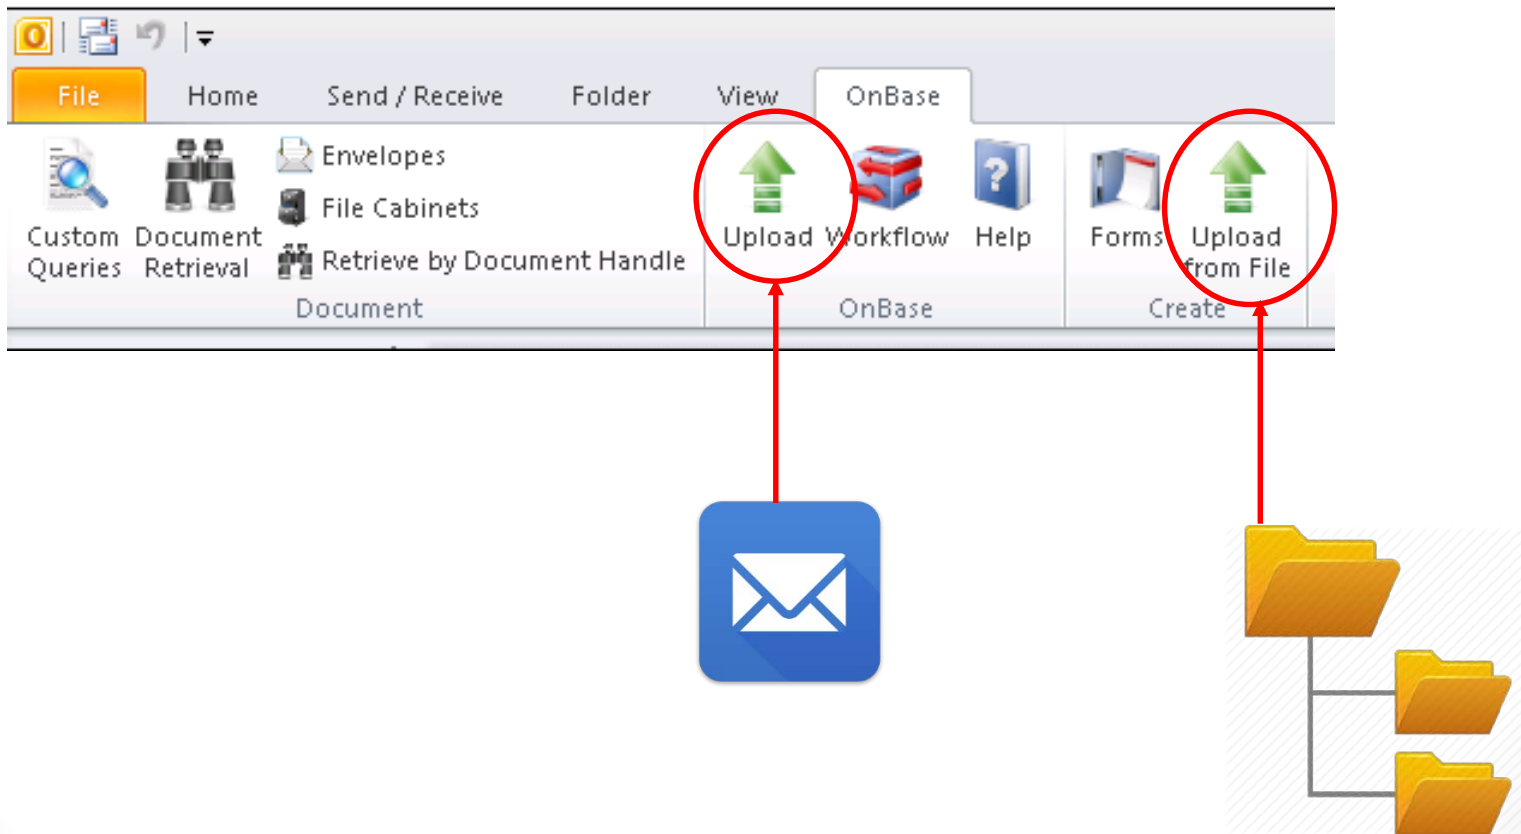 File Home Send / Receive Folder View OnBase
Envelopes
File Cabinets
Custom Document Upload Workflow Help Forms Upload
Queries Retrieval Retrieve by Document Handle from File
Document OnBase Create